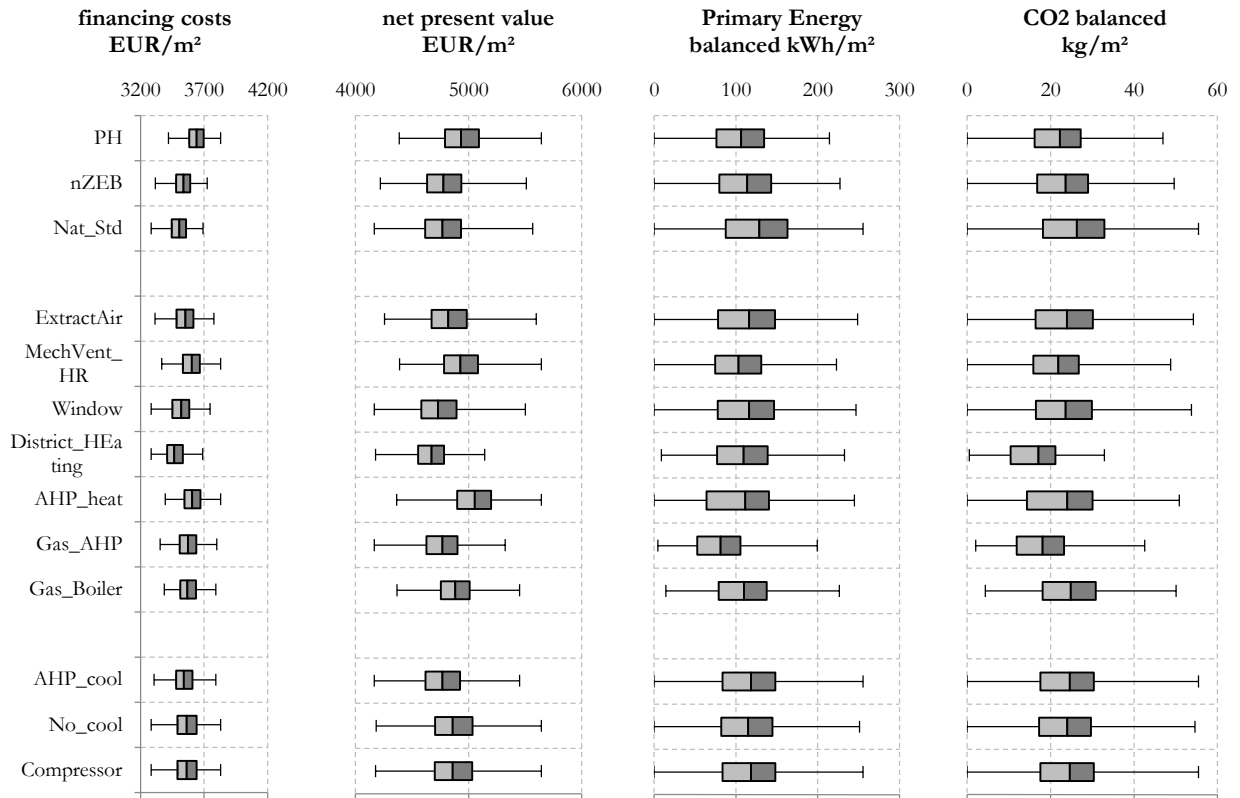 financing costs
EUR/m²
net present value
EUR/m²
Primary Energy
balanced kWh/m²
CO2 balanced
kg/m²
3200 3700 4200
4000 5000 6000
0 100 200 300
0 20 40 60
PH
nZEB
Nat_Std
ExtractAir
MechVent_
HR
Window
District_HEa
ting
AHP_heat
Gas_AHP
Gas_Boiler
AHP_cool
No_cool
Compressor